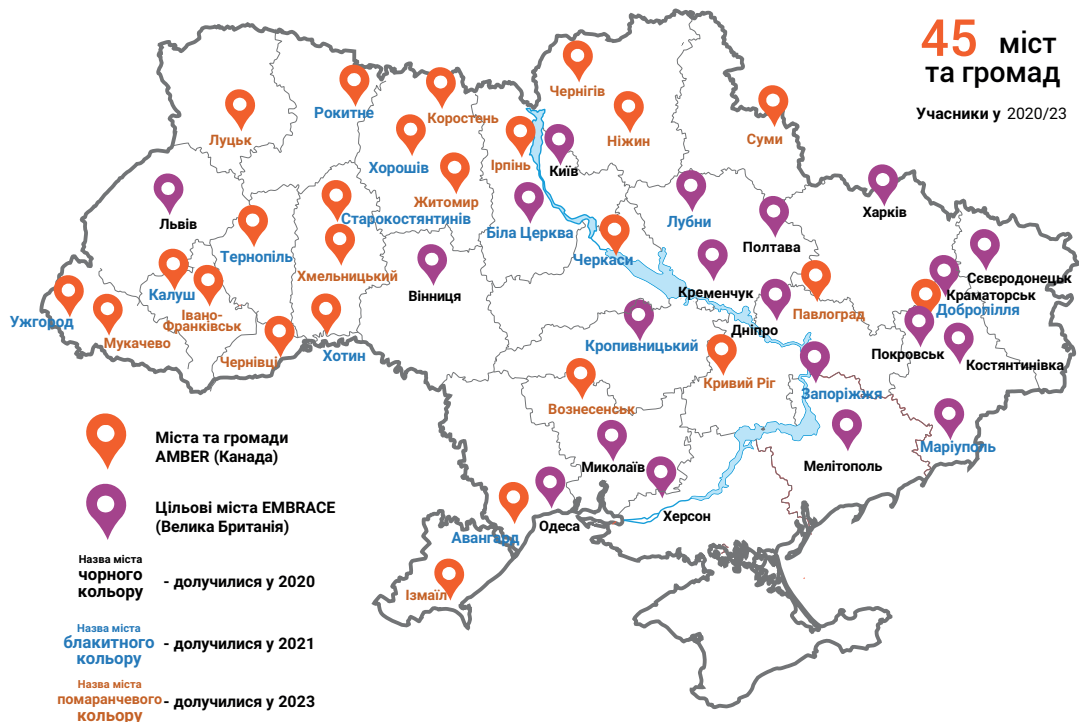 45 міст
та громад
Учасники у 2020/23
Чернігів
Рокитне
Коростень
Луцьк
Ніжин
Суми
Хорошів
Ірпінь
Київ
Житомир
Львів
Старокостянтинів
Біла Церква
Лубни
Харків
Полтава
Тернопіль
Хмельницький
Черкаси
Вінниця
Кременчук
Сєвєродонецьк
Краматорськ
Калуш
Івано-
Франківськ
Павлоград
Добропілля
Ужгород
Мукачево
Чернівці
Хотин
Дніпро
Кропивницький
Покровськ
Костянтинівка
Кривий Ріг
Запоріжжя
Вознесенськ
Маріуполь
Миколаїв
Мелітополь
Херсон
Одеса
Авангард
Ізмаїл
Міста та громади
AMBER (Канада)
Цільові міста EMBRACE
(Велика Британія)
Назва міста
чорного
кольору
- долучилися у 2020
Назва міста
блакитного
кольору
- долучилися у 2021
Назва міста
помаранчевого
кольору
- долучилися у 2023